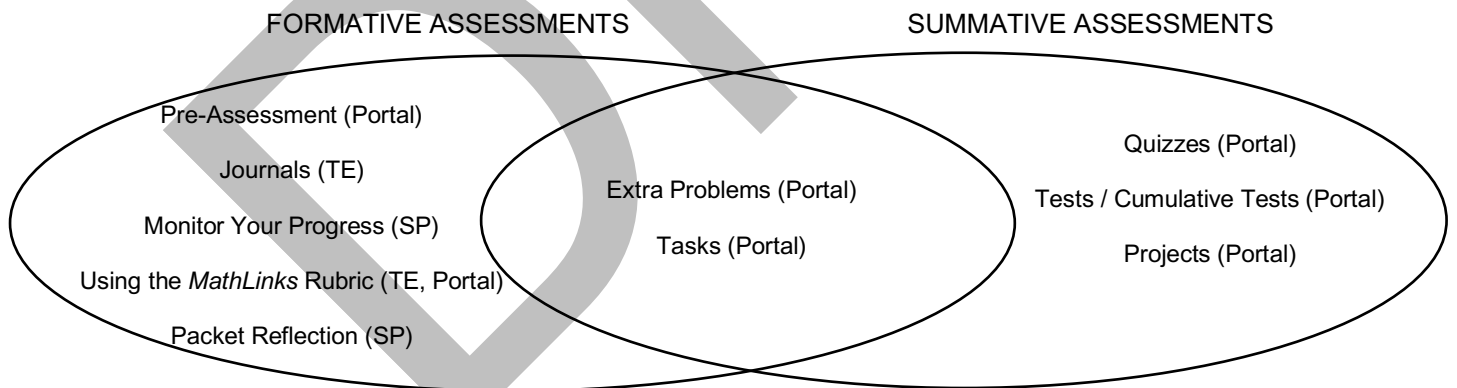 FORMATIVE ASSESSMENTS
SUMMATIVE ASSESSMENTS
Pre-Assessment (Portal)
Journals (TE)
Monitor Your Progress (SP)
Using the MathLinks Rubric (TE, Portal)
Packet Reflection (SP)
Extra Problems (Portal)
Tasks (Portal)
Quizzes (Portal)
Tests / Cumulative Tests (Portal)
Projects (Portal)